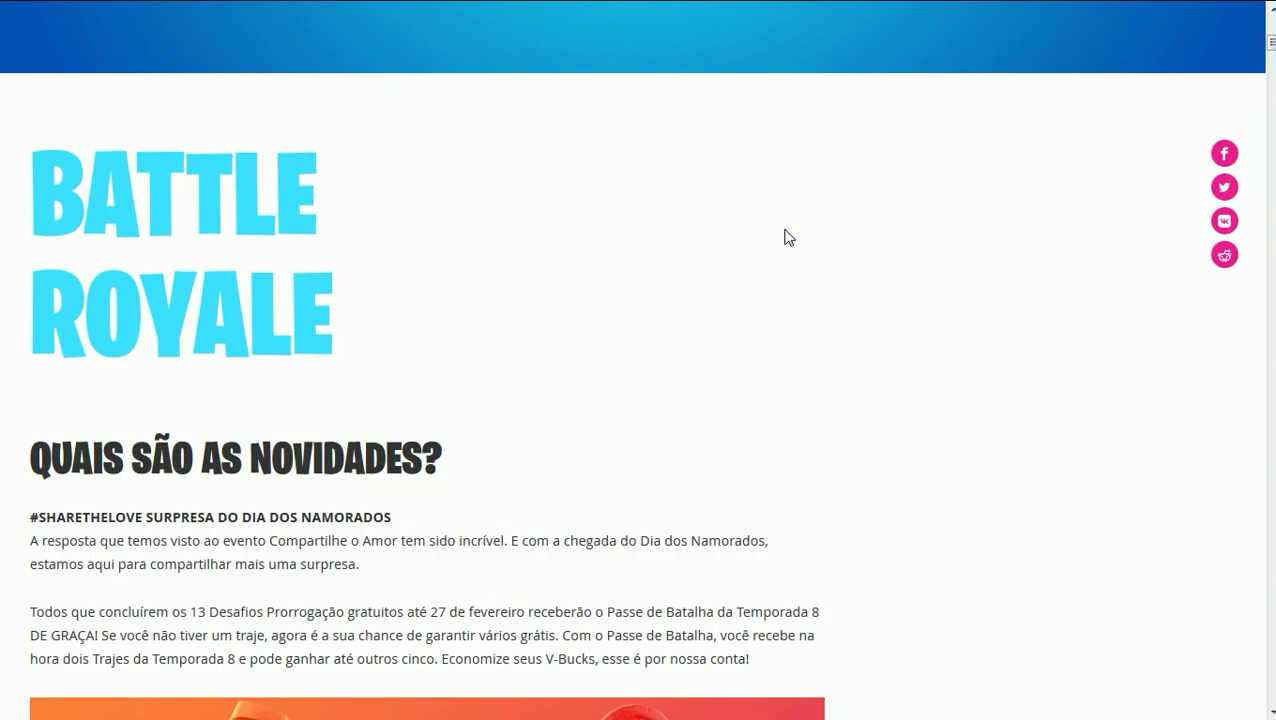 BATTLE
ROYALE
QUAIS SÃO AS NOVIDADES?
#SHARETHELOVE SURPRESA DO DIA DOS NAMORADOS
A resposta que temos visto ao evento Compartilhe o Amor tem sido incrível. E com a chegada do Dia dos Namorados,
estamos aqui para compartilhar mais uma surpresa.
Todos que concluírem os 13 Desafios Prorrogação gratuitos até 27 de fevereiro receberão o Passe de Batalha da Temporada 8
DE GRAÇA! Se você não tiver um traje, agora é a sua chance de garantir vários grátis. Com o Passe de Batalha, você recebe na
hora dois Trajes da Temporada 8 e pode ganhar até outros cinco. Economize seus V-Bucks, esse é por nossa conta!